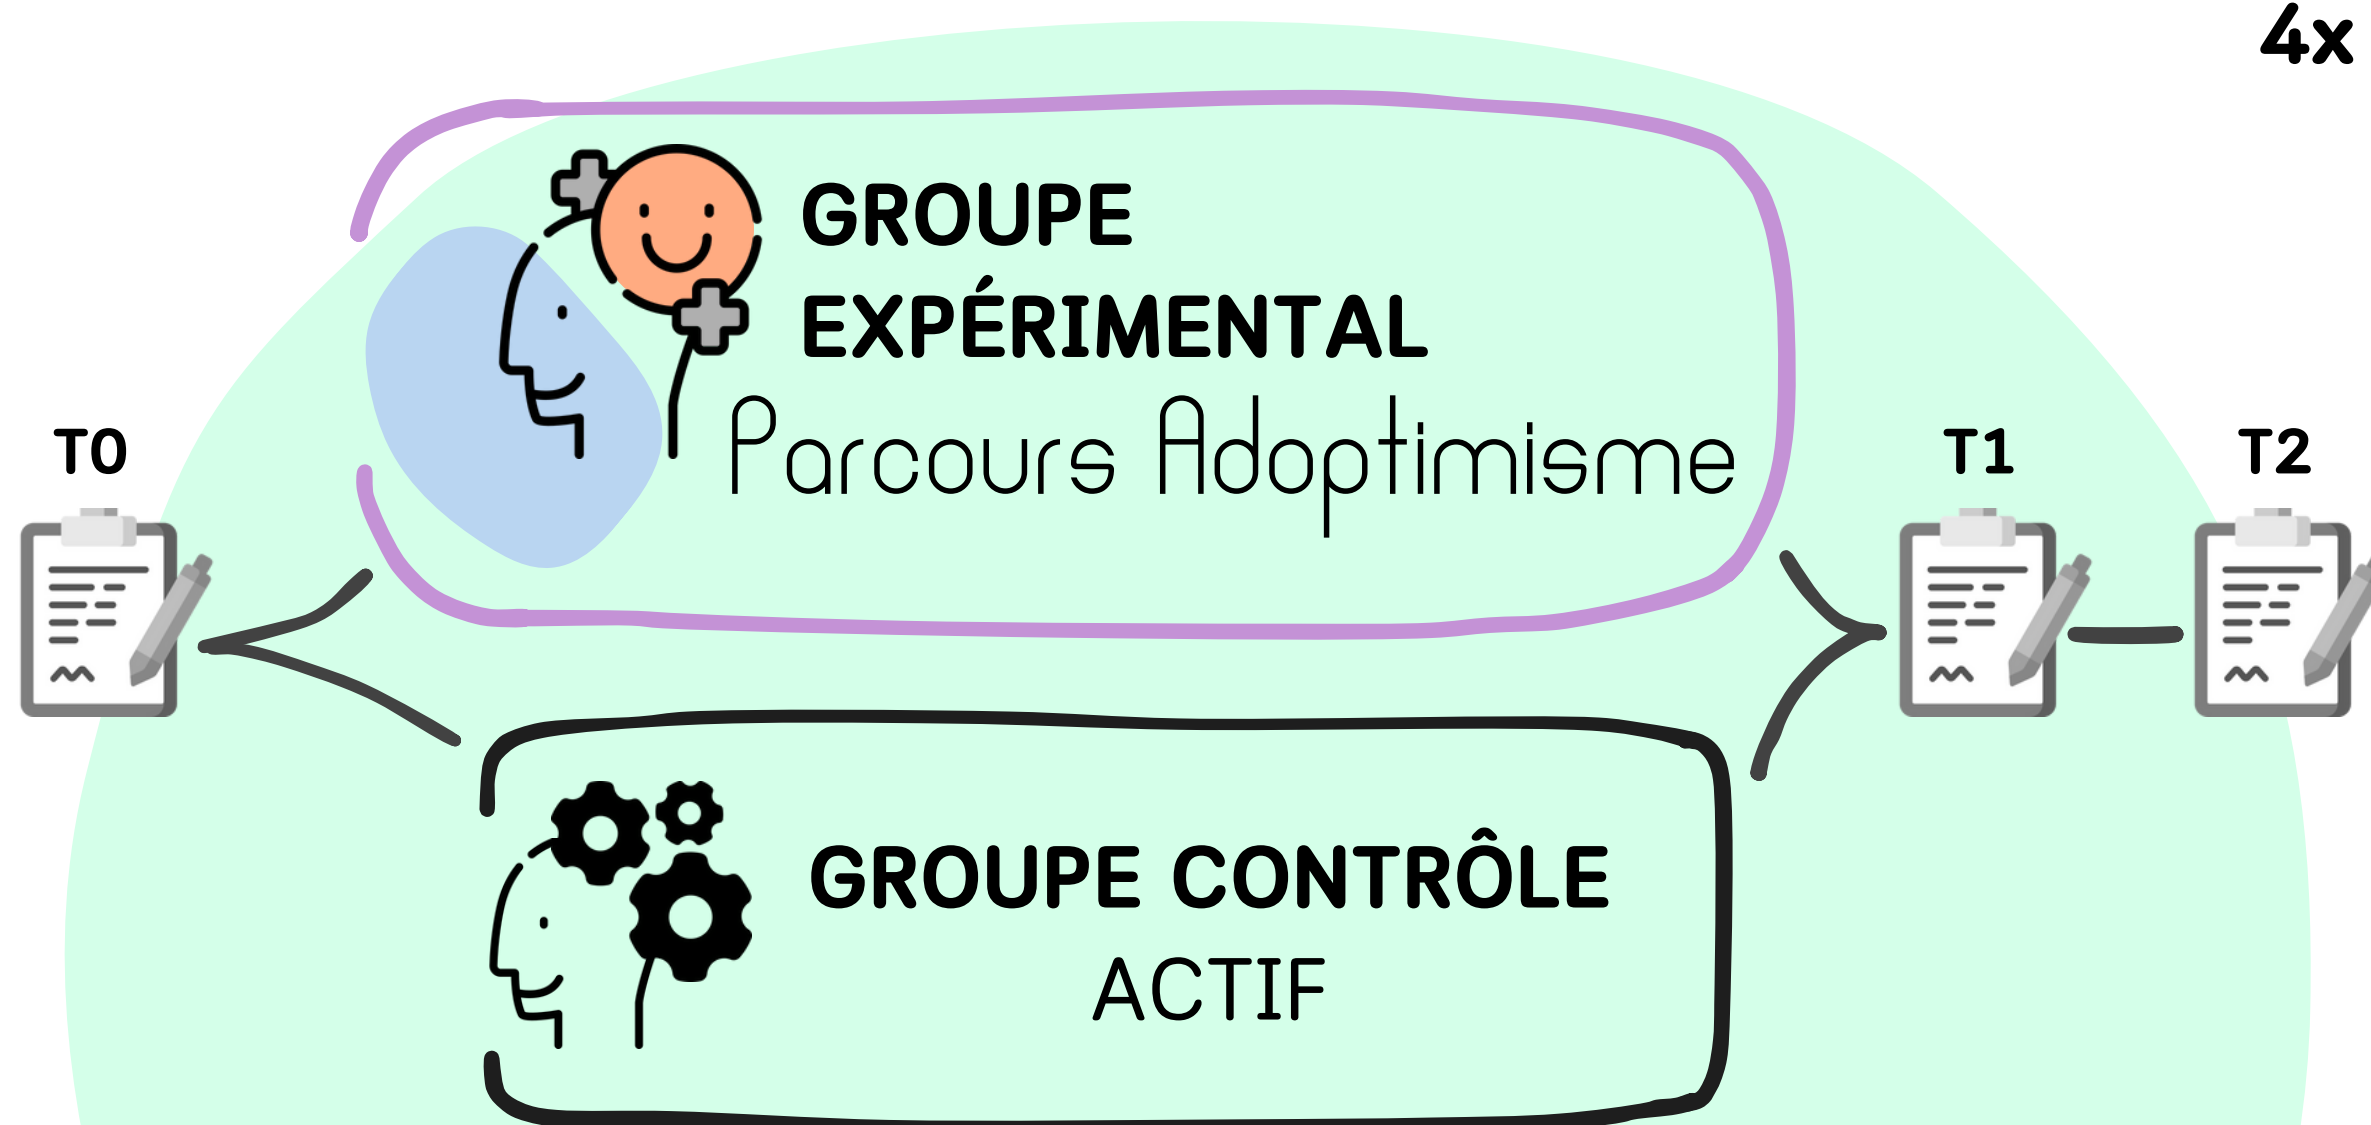 4x
GROUPE
EXPÉRIMENTAL
Parcours Adoptimisme
T0
T1
T2
GROUPE CONTRÔLE
ACTIF